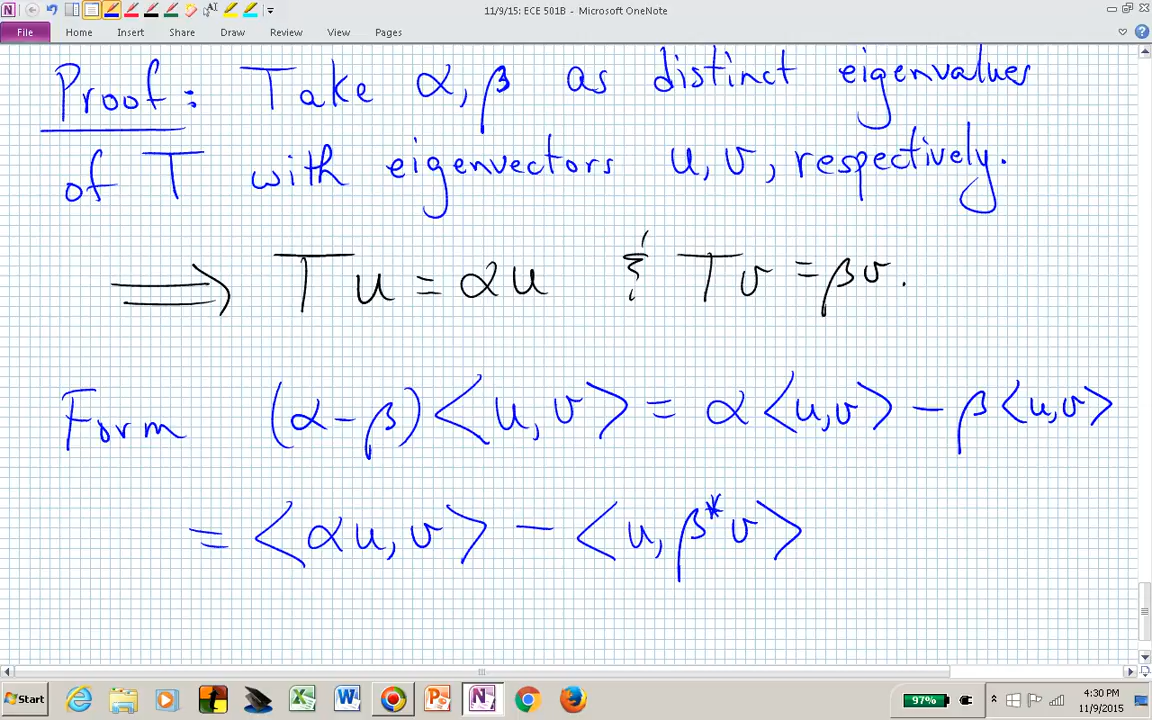 11/9/15: ECE 501B - Microsoft OneNote
File Home Insert Share Draw Review View Pages
Proof: Take α, β as distinct eigenvalues
of T with eigenvectors u, v, respectively.
⟹ Tu = αu & Tv = βv.
Form (α-β)<u,v> = α<u,v> - β<u,v>
= <αu,v> - <u,β*v>
Start 97% 4:30 PM
11/9/2015